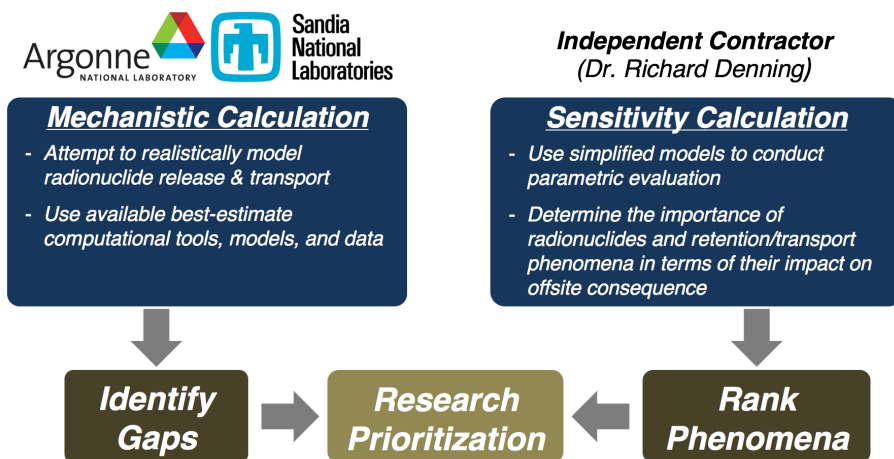 Argonne
NATIONAL LABORATORY
Sandia
National
Laboratories
Mechanistic Calculation
- Attempt to realistically model
radionuclide release & transport
- Use available best-estimate
computational tools, models, and data
Independent Contractor
(Dr. Richard Denning)
Sensitivity Calculation
- Use simplified models to conduct
parametric evaluation
- Determine the importance of
radionuclides and retention/transport
phenomena in terms of their impact on
offsite consequence
Identify
Gaps
Research
Prioritization
Rank
Phenomena